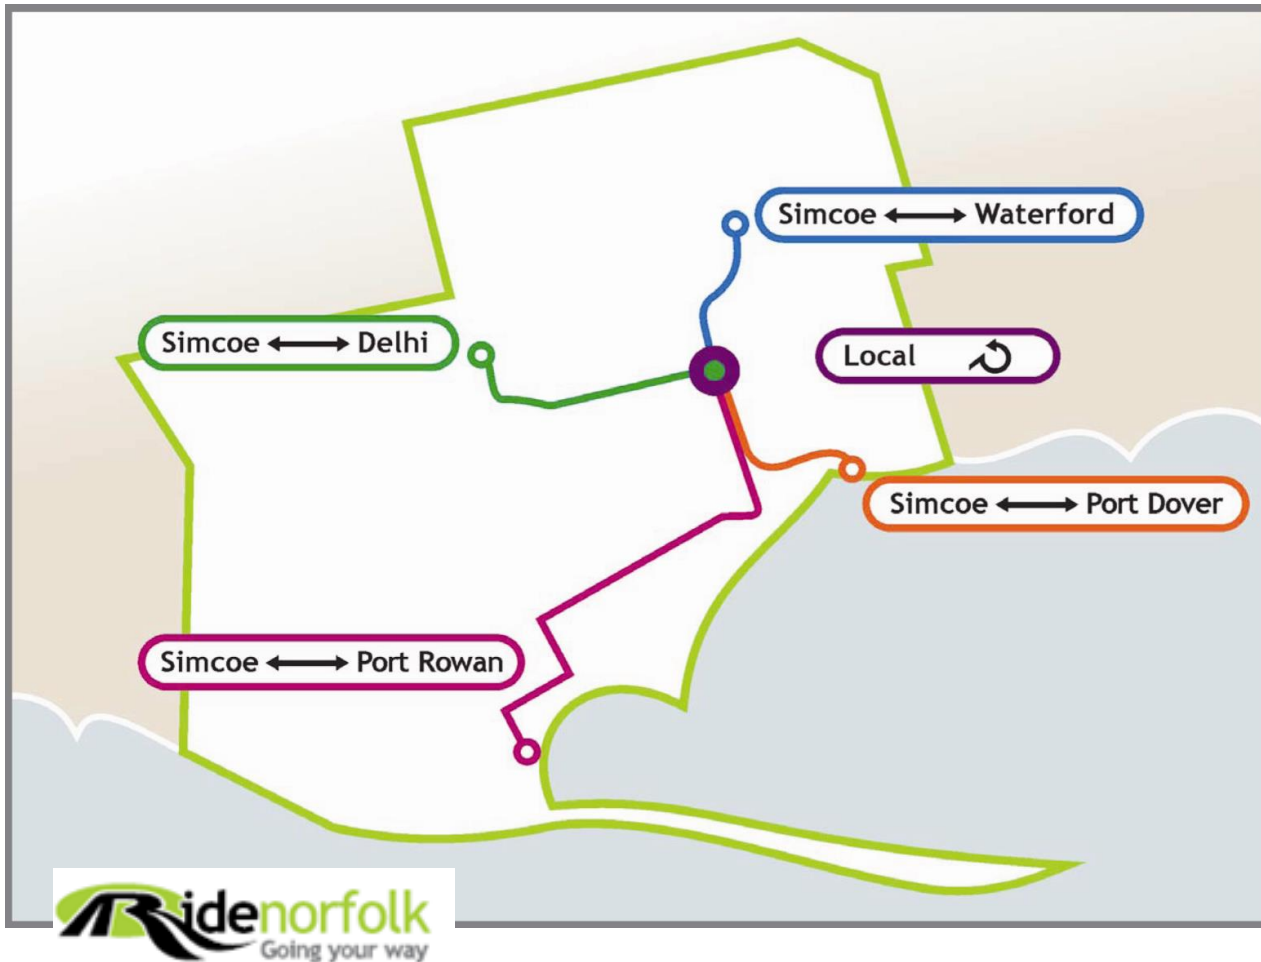 Simcoe Waterford
Simcoe Delhi
Local
Simcoe Port Dover
Simcoe Port Rowan
Ridenorfolk
Going your way